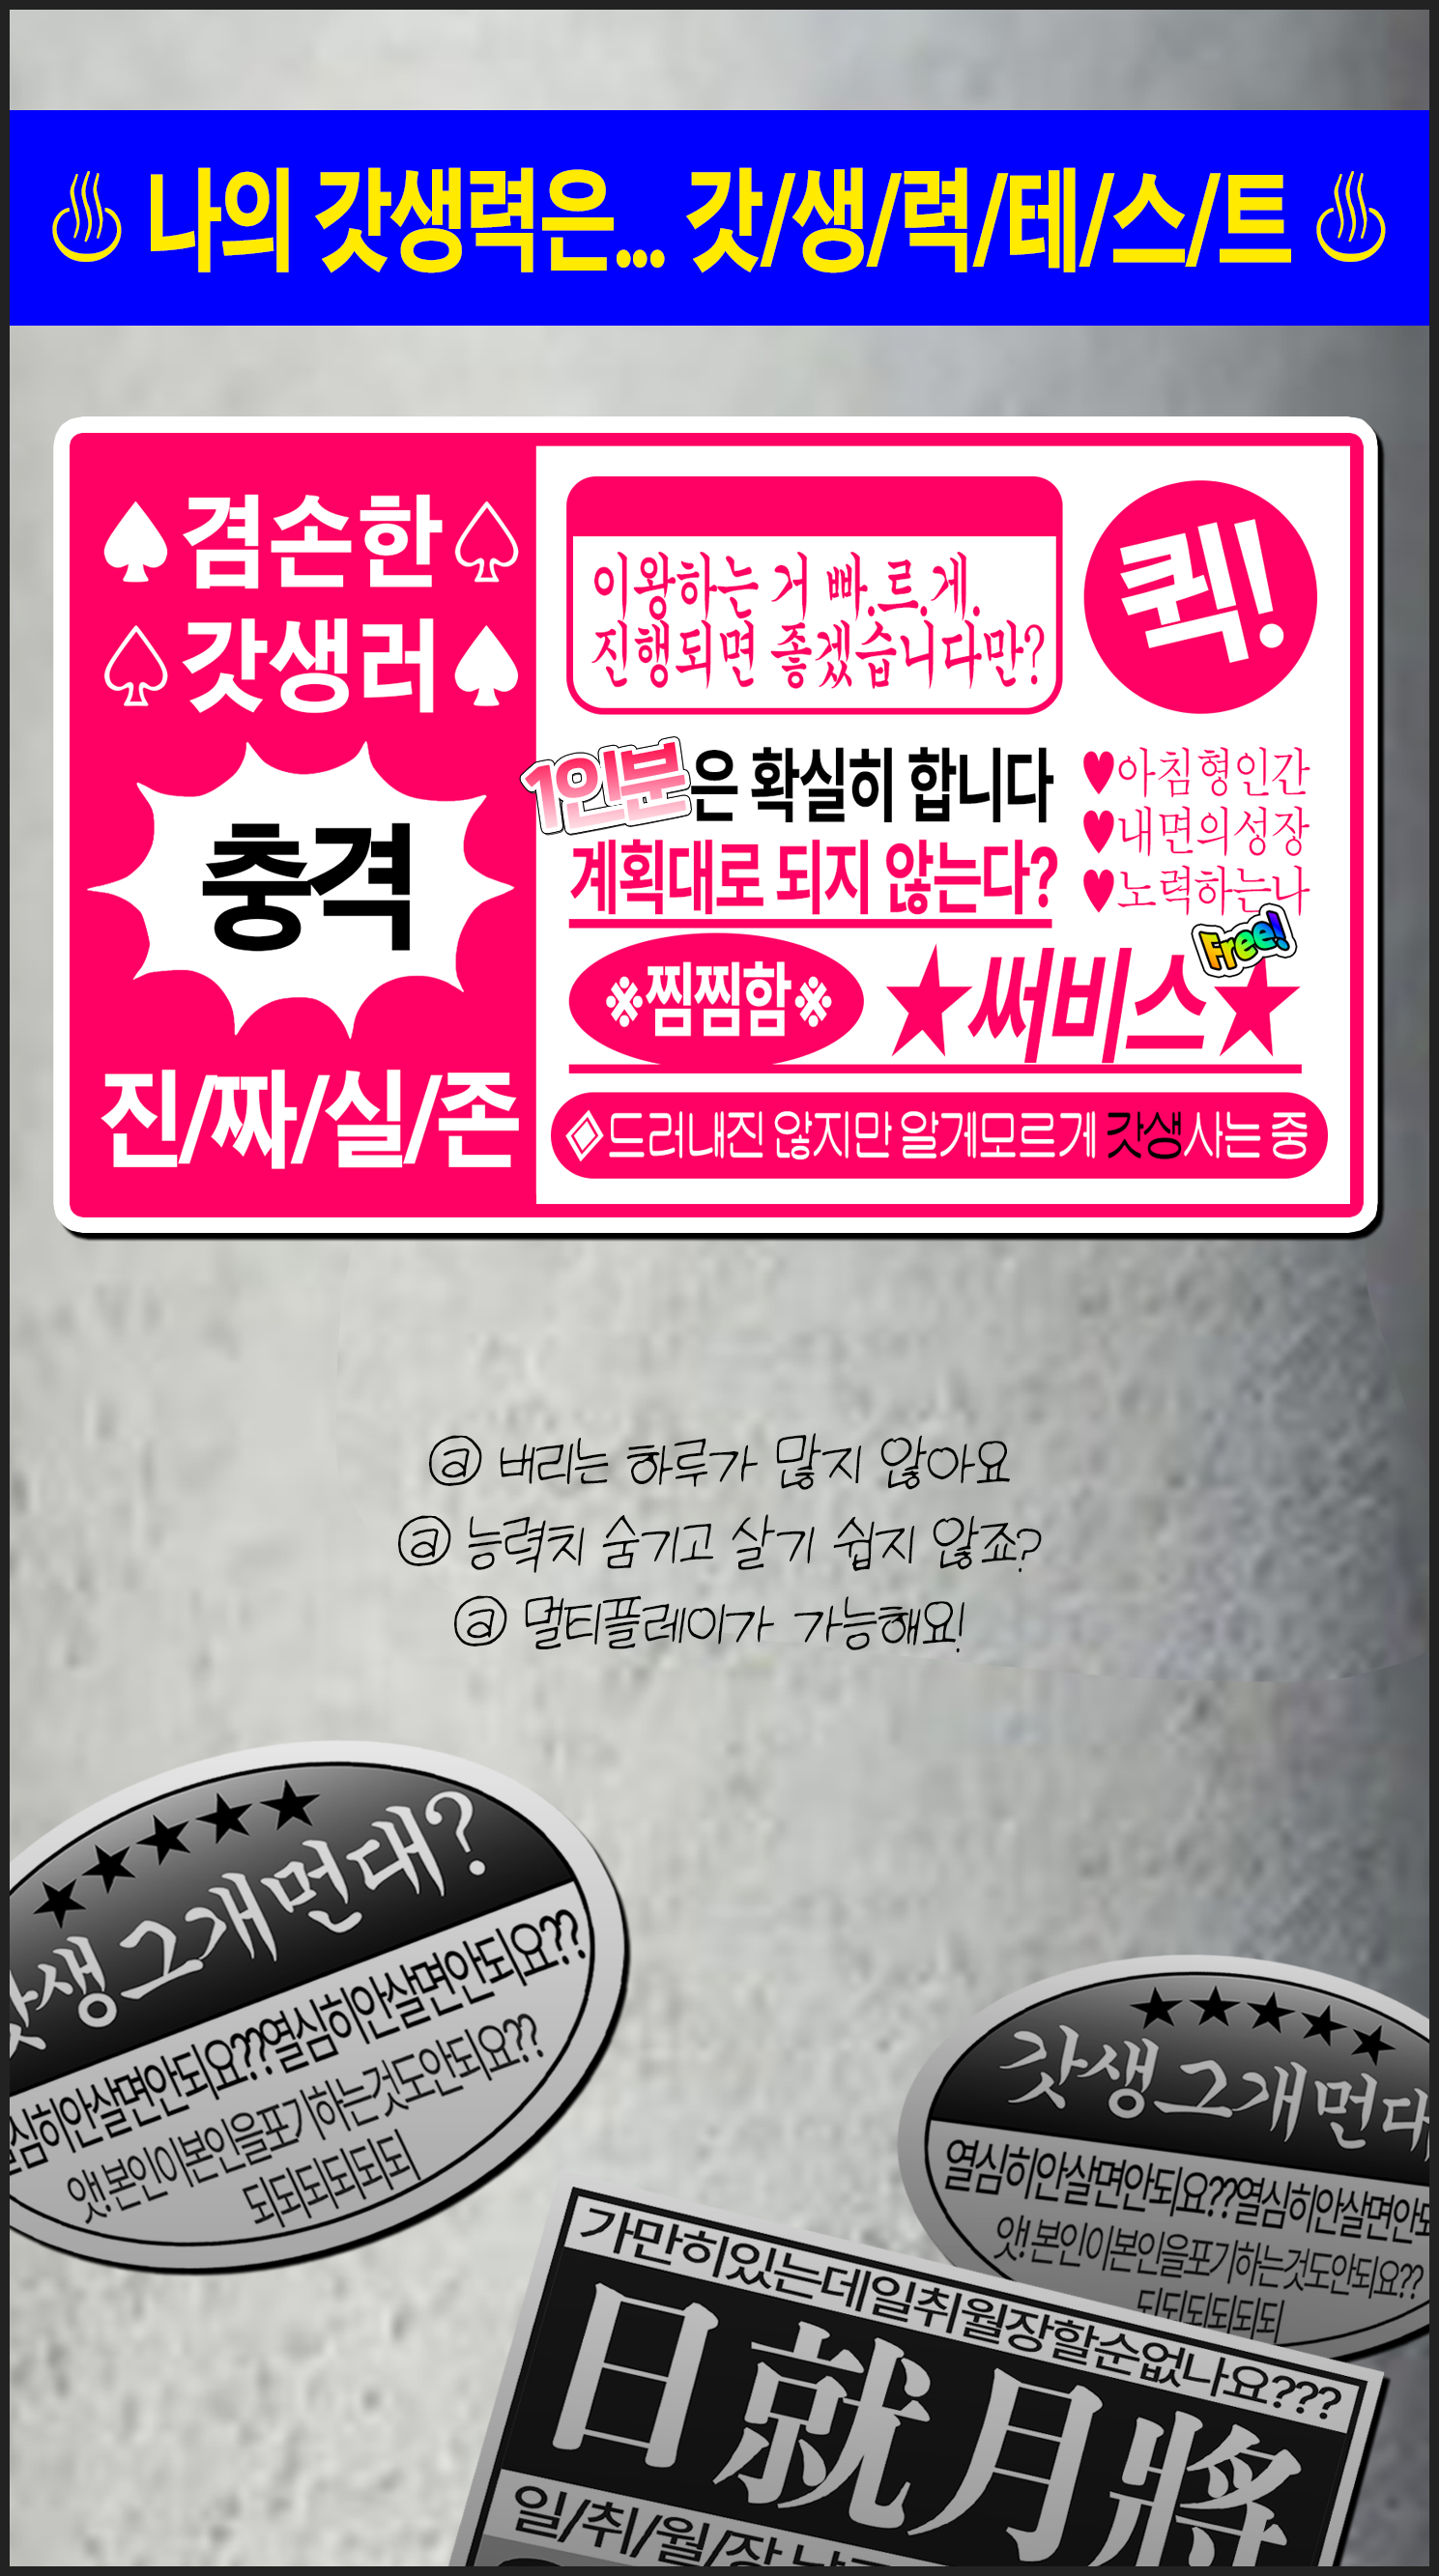 ♨ 나의 갓생력은... 갓/생/력/테/스/트 ♨
♠겸손한♤
♤갓생러♠
충격
진/짜/실/존
이왕하는 거 빠.르.게.
진행되면 좋겠습니다만?
퀵!
1인분은 확실히 합니다
계획대로 되지 않는다?
♥아침형인간
♥내면의성장
♥노력하는나
※찜찜함※
Free!
★써비스★
◈드러내진 않지만 알게모르게 갓생사는 중
@ 버리는 하루가 많지 않아요
@ 능력치 숨기고 살기 쉽지 않죠?
@ 멀티플레이가 가능해요!
★★★★★
갓생그개먼대?
열심히안살면안되요??열심히안살면안되요??
앳!본인이본인을포기하는것도안되요??
되되되되되되
★★★★★
갓생그개먼대
열심히안살면안되요??열심히안살면안되
앳!본인이본인을포기하는것도안되요??
되되되되되되
가만히있는데일취월장할순없나요???
日就月將
일/취/월/장